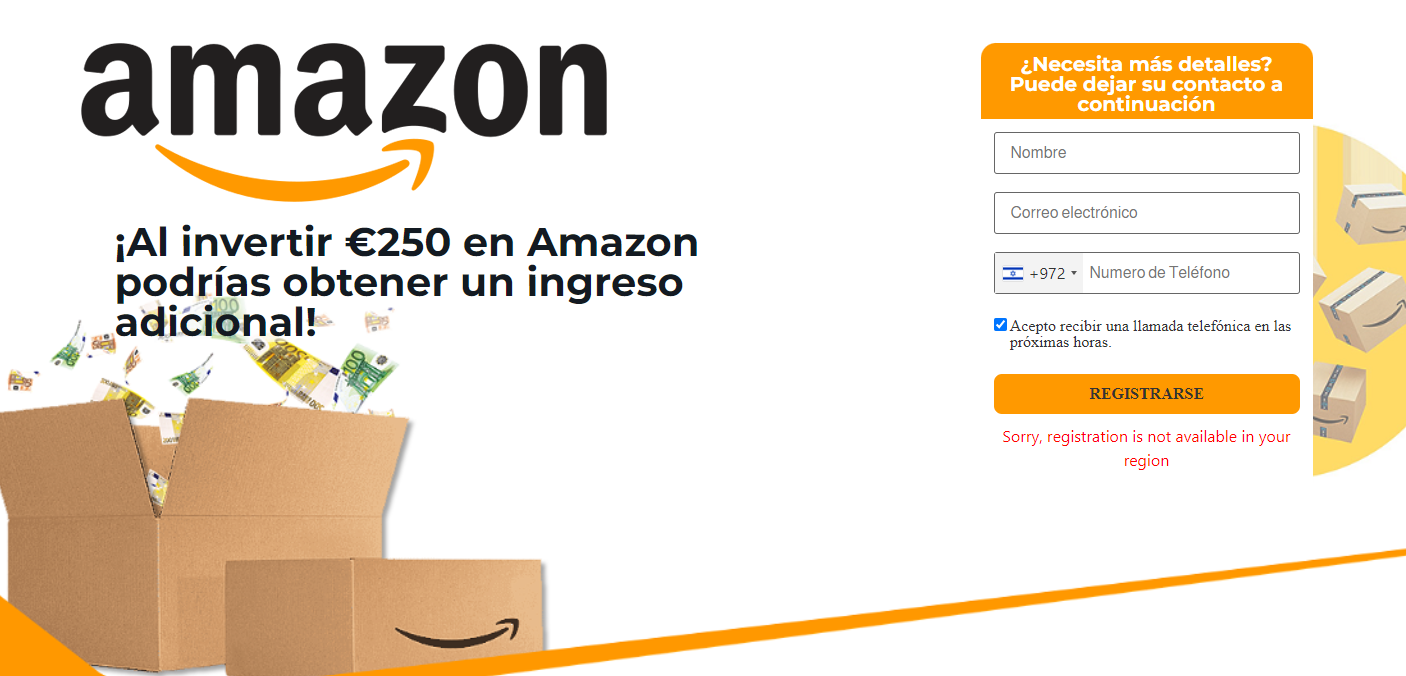 amazon
¡Al invertir €250 en Amazon
podrías obtener un ingreso
adicional!
¿Necesita más detalles?
Puede dejar su contacto a
continuación
Nombre
Correo electrónico
+972 Numero de Teléfono
Acepto recibir una llamada telefónica en las
próximas horas.
REGISTRARSE
Sorry, registration is not available in your
region
100
100